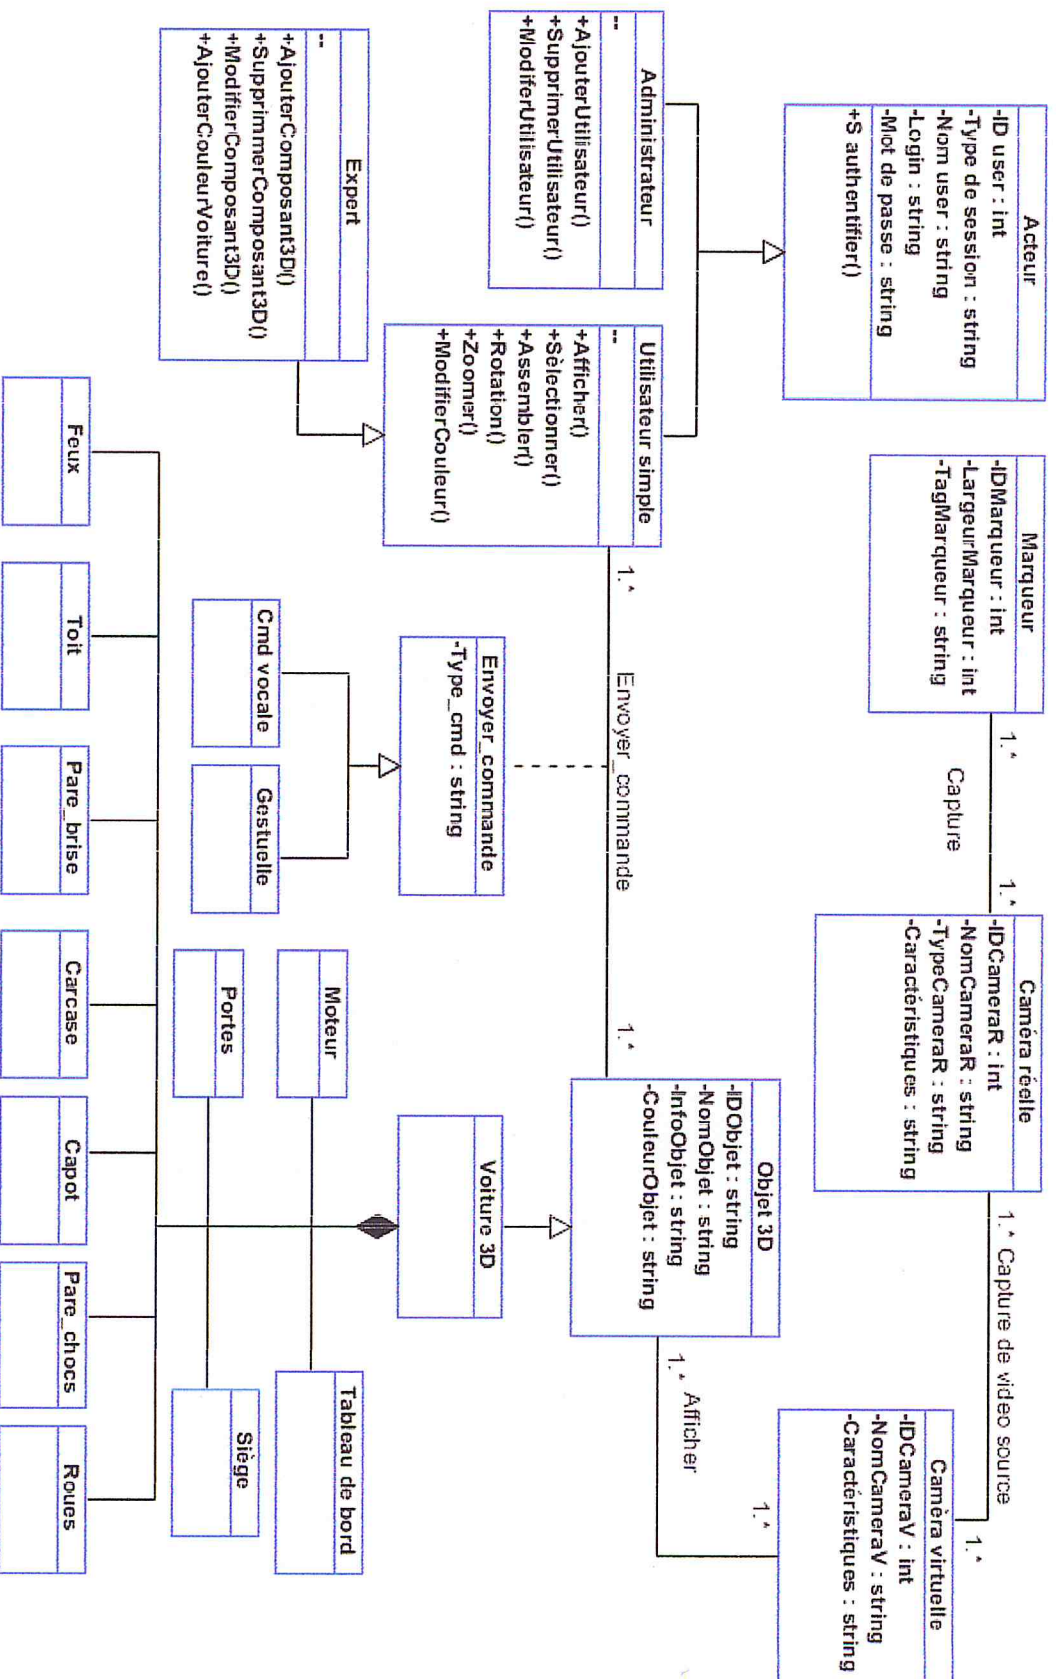 Acteur
-ID user : int
-Type de session : string
-Nom user : string
-Login : string
-Mot de passe : string
+S authentifier()
Marqueur
-IDMarqueur : int
-LargeurMarqueur : int
-TagMarqueur : string
1.*
Capture
1.*
Caméra réelle
-IDCameraR : int
-NomCameraR : string
-TypeCameraR : string
-Caractéristiques : string
1.* Capture de video source
1.*
Camèra virtuelle
-IDCameraV : int
-NomCameraV : string
-Caractéristiques : string
Administrateur
--
+AjouterUtilisateur()
+SupprimerUtilisateur()
+ModiferUtilisateur()
Utilisateur simple
--
+Afficher()
+Sèlectionner()
+Assembler()
+Rotation()
+Zoomer()
+ModifierCouleur()
1.*
Envoyer_commande
1.*
Objet 3D
-IDObjet : string
-NomObjet : string
-InfoObjet : string
-CouleurObjet : string
1.* Afficher
1.*
Expert
--
+AjouterComposant3D()
+SupprimmerComposant3D()
+ModifierComposant3D()
+AjouterCouleurVoiture()
Envoyer_commande
-Type_cmd : string
Cmd vocale
Gestuelle
Voiture 3D
Moteur
Tableau de bord
Portes
Siège
Feux
Toit
Pare_brise
Carcase
Capot
Pare_chocs
Roues